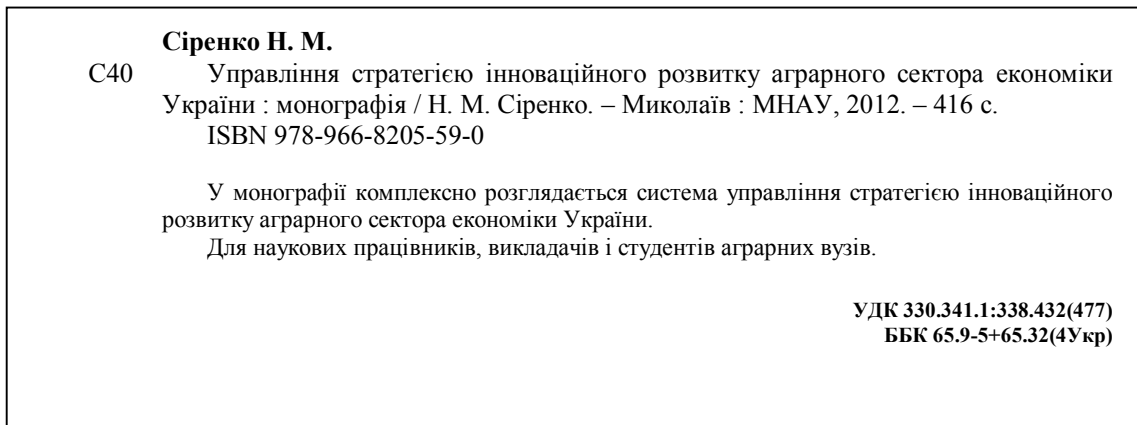 Сіренко Н. М.
С40 Управління стратегією інноваційного розвитку аграрного сектора економіки
України : монографія / Н. М. Сіренко. – Миколаїв : МНАУ, 2012. – 416 с.
ISBN 978-966-8205-59-0
У монографії комплексно розглядається система управління стратегією інноваційного
розвитку аграрного сектора економіки України.
Для наукових працівників, викладачів і студентів аграрних вузів.
УДК 330.341.1:338.432(477)
ББК 65.9-5+65.32(4Укр)